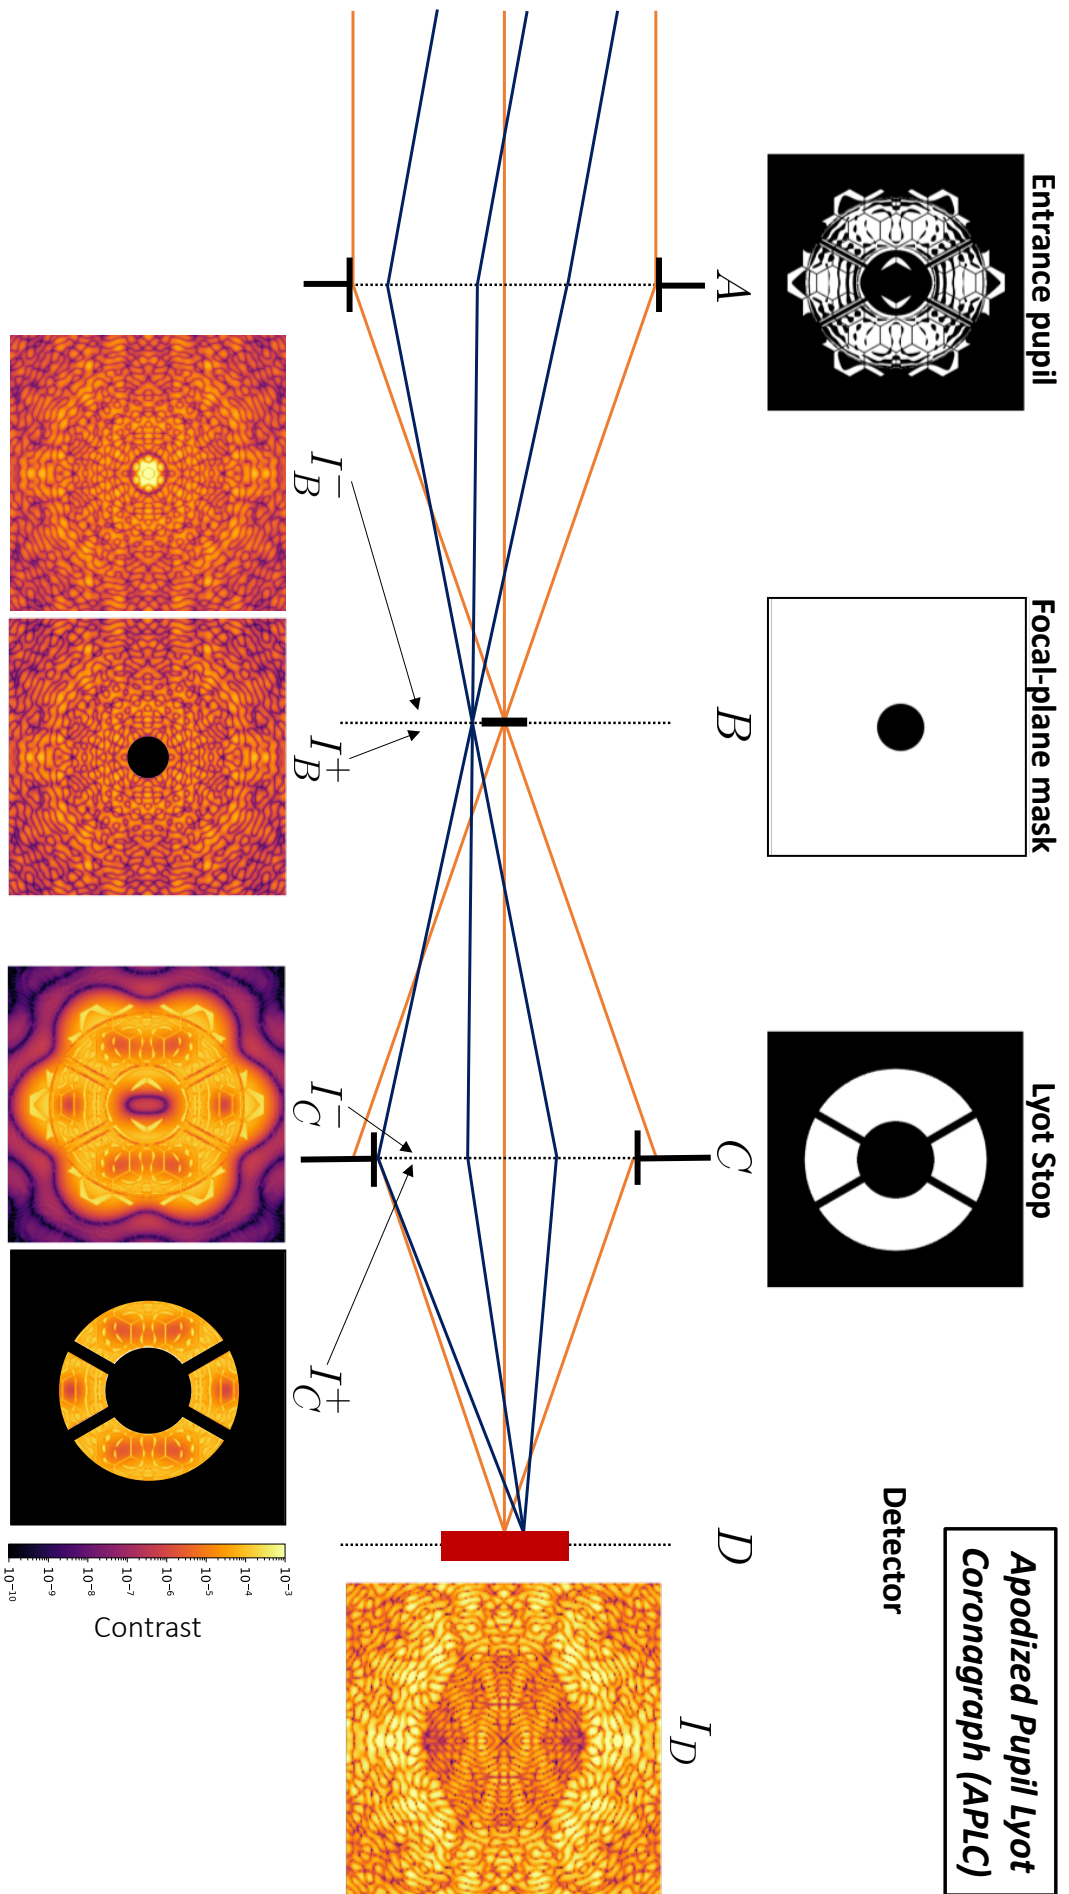 Apodized Pupil Lyot
Coronagraph (APLC)
Entrance pupil
Focal-plane mask
Lyot Stop
Detector
A
B
C
D
I_B^-
I_B^+
I_C^-
I_C^+
I_D
10^-10
10^-9
10^-8
10^-7
10^-6
10^-5
10^-4
10^-3
Contrast